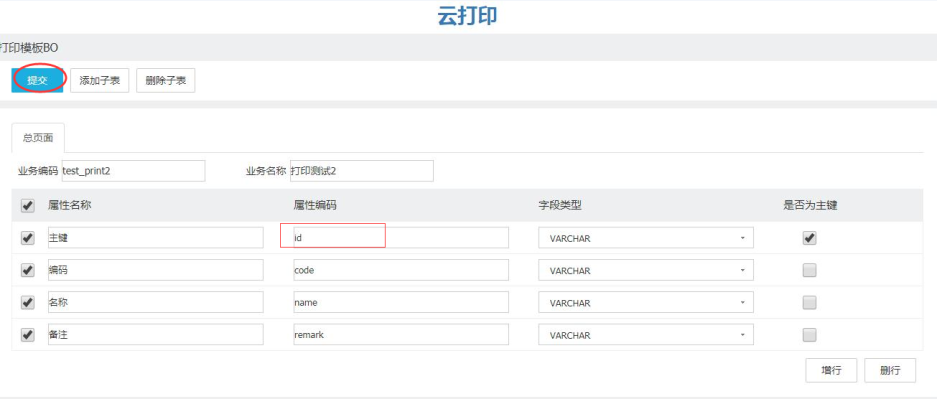 云打印
打印模板BO
提交 添加子表 删除子表
总页面
业务编码 test_print2 业务名称 打印测试2
属性名称 属性编码 字段类型 是否为主键
主键 id VARCHAR
编码 code VARCHAR
名称 name VARCHAR
备注 remark VARCHAR
增行 删行